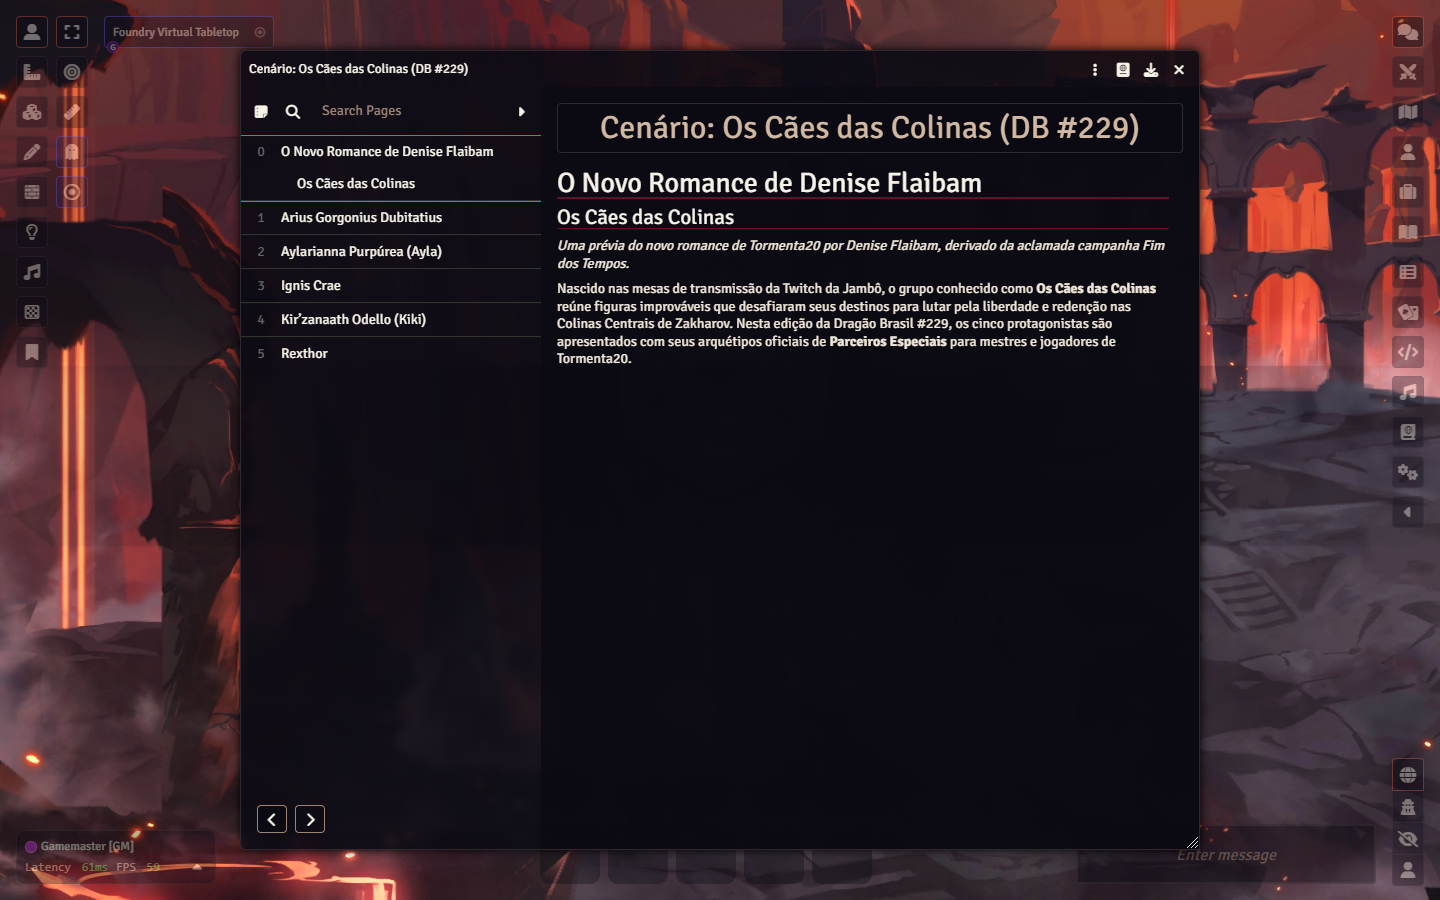 Foundry Virtual Tabletop
G
Cenário: Os Cães das Colinas (DB #229)
Search Pages
0 O Novo Romance de Denise Flaibam
Os Cães das Colinas
1 Arius Gorgonius Dubitatius
2 Aylarianna Purpúrea (Ayla)
3 Ignis Crae
4 Kir'zanaath Odello (Kiki)
5 Rexthor
Cenário: Os Cães das Colinas (DB #229)
O Novo Romance de Denise Flaibam
Os Cães das Colinas
Uma prévia do novo romance de Tormenta20 por Denise Flaibam, derivado da aclamada campanha Fim
dos Tempos.
Nascido nas mesas de transmissão da Twitch da Jambô, o grupo conhecido como Os Cães das Colinas
reúne figuras improváveis que desafiaram seus destinos para lutar pela liberdade e redenção nas
Colinas Centrais de Zakharov. Nesta edição da Dragão Brasil #229, os cinco protagonistas são
apresentados com seus arquétipos oficiais de Parceiros Especiais para mestres e jogadores de
Tormenta20.
Gamemaster [GM]
Latency 61ms FPS 59
Enter message